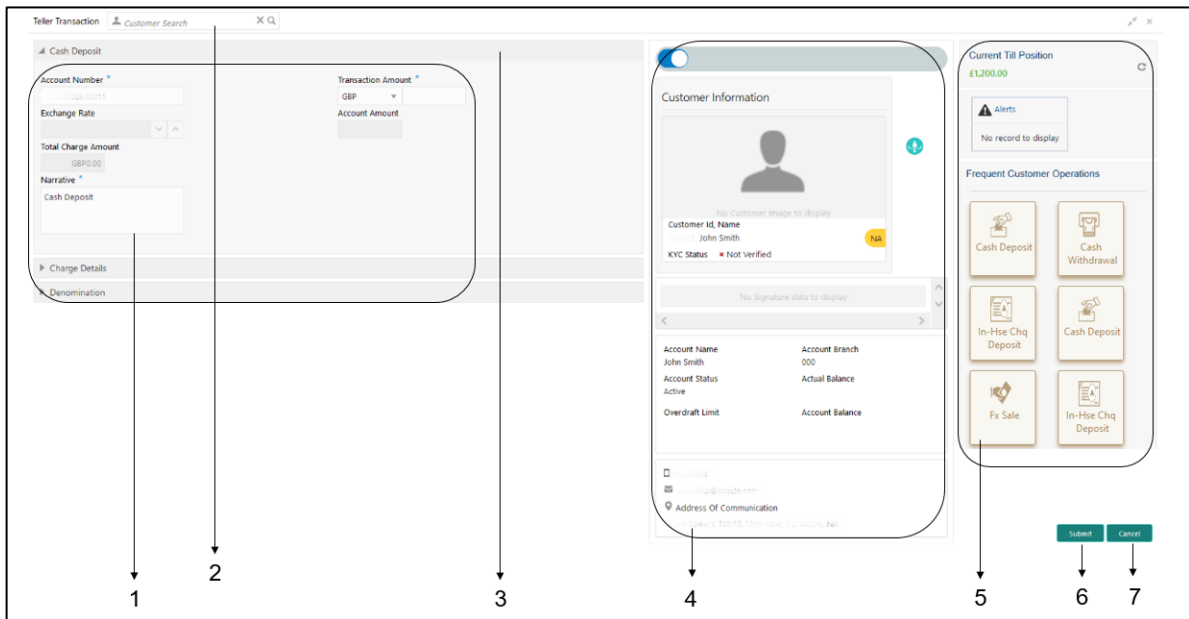 Teller Transaction Customer Search
Cash Deposit
Account Number *
Transaction Amount *
GBP
Exchange Rate
Account Amount
Total Charge Amount
GBP0.00
Narrative *
Cash Deposit
Charge Details
Denomination
Customer Information
No Customer Image to display
Customer Id, Name
, John Smith
NA
KYC Status × Not Verified
No Signature data to display
Account Name
John Smith
Account Branch
000
Account Status
Active
Actual Balance
Overdraft Limit
Account Balance
Address Of Communication
NA
Current Till Position
£1,200.00
Alerts
No record to display
Frequent Customer Operations
Cash Deposit
Cash
Withdrawal
In-Hse Chq
Deposit
Cash Deposit
Fx Sale
In-Hse Chq
Deposit
Submit
Cancel
1
2
3
4
5
6
7